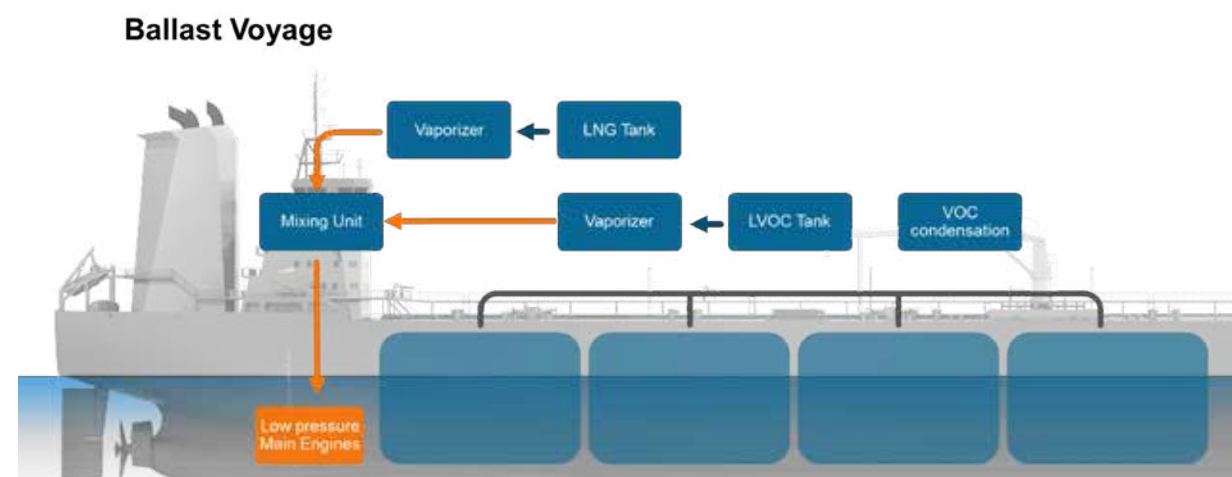 Ballast Voyage
Vaporizer
LNG Tank
Mixing Unit
Vaporizer
LVOC Tank
VOC
condensation
Low pressure
Main Engines